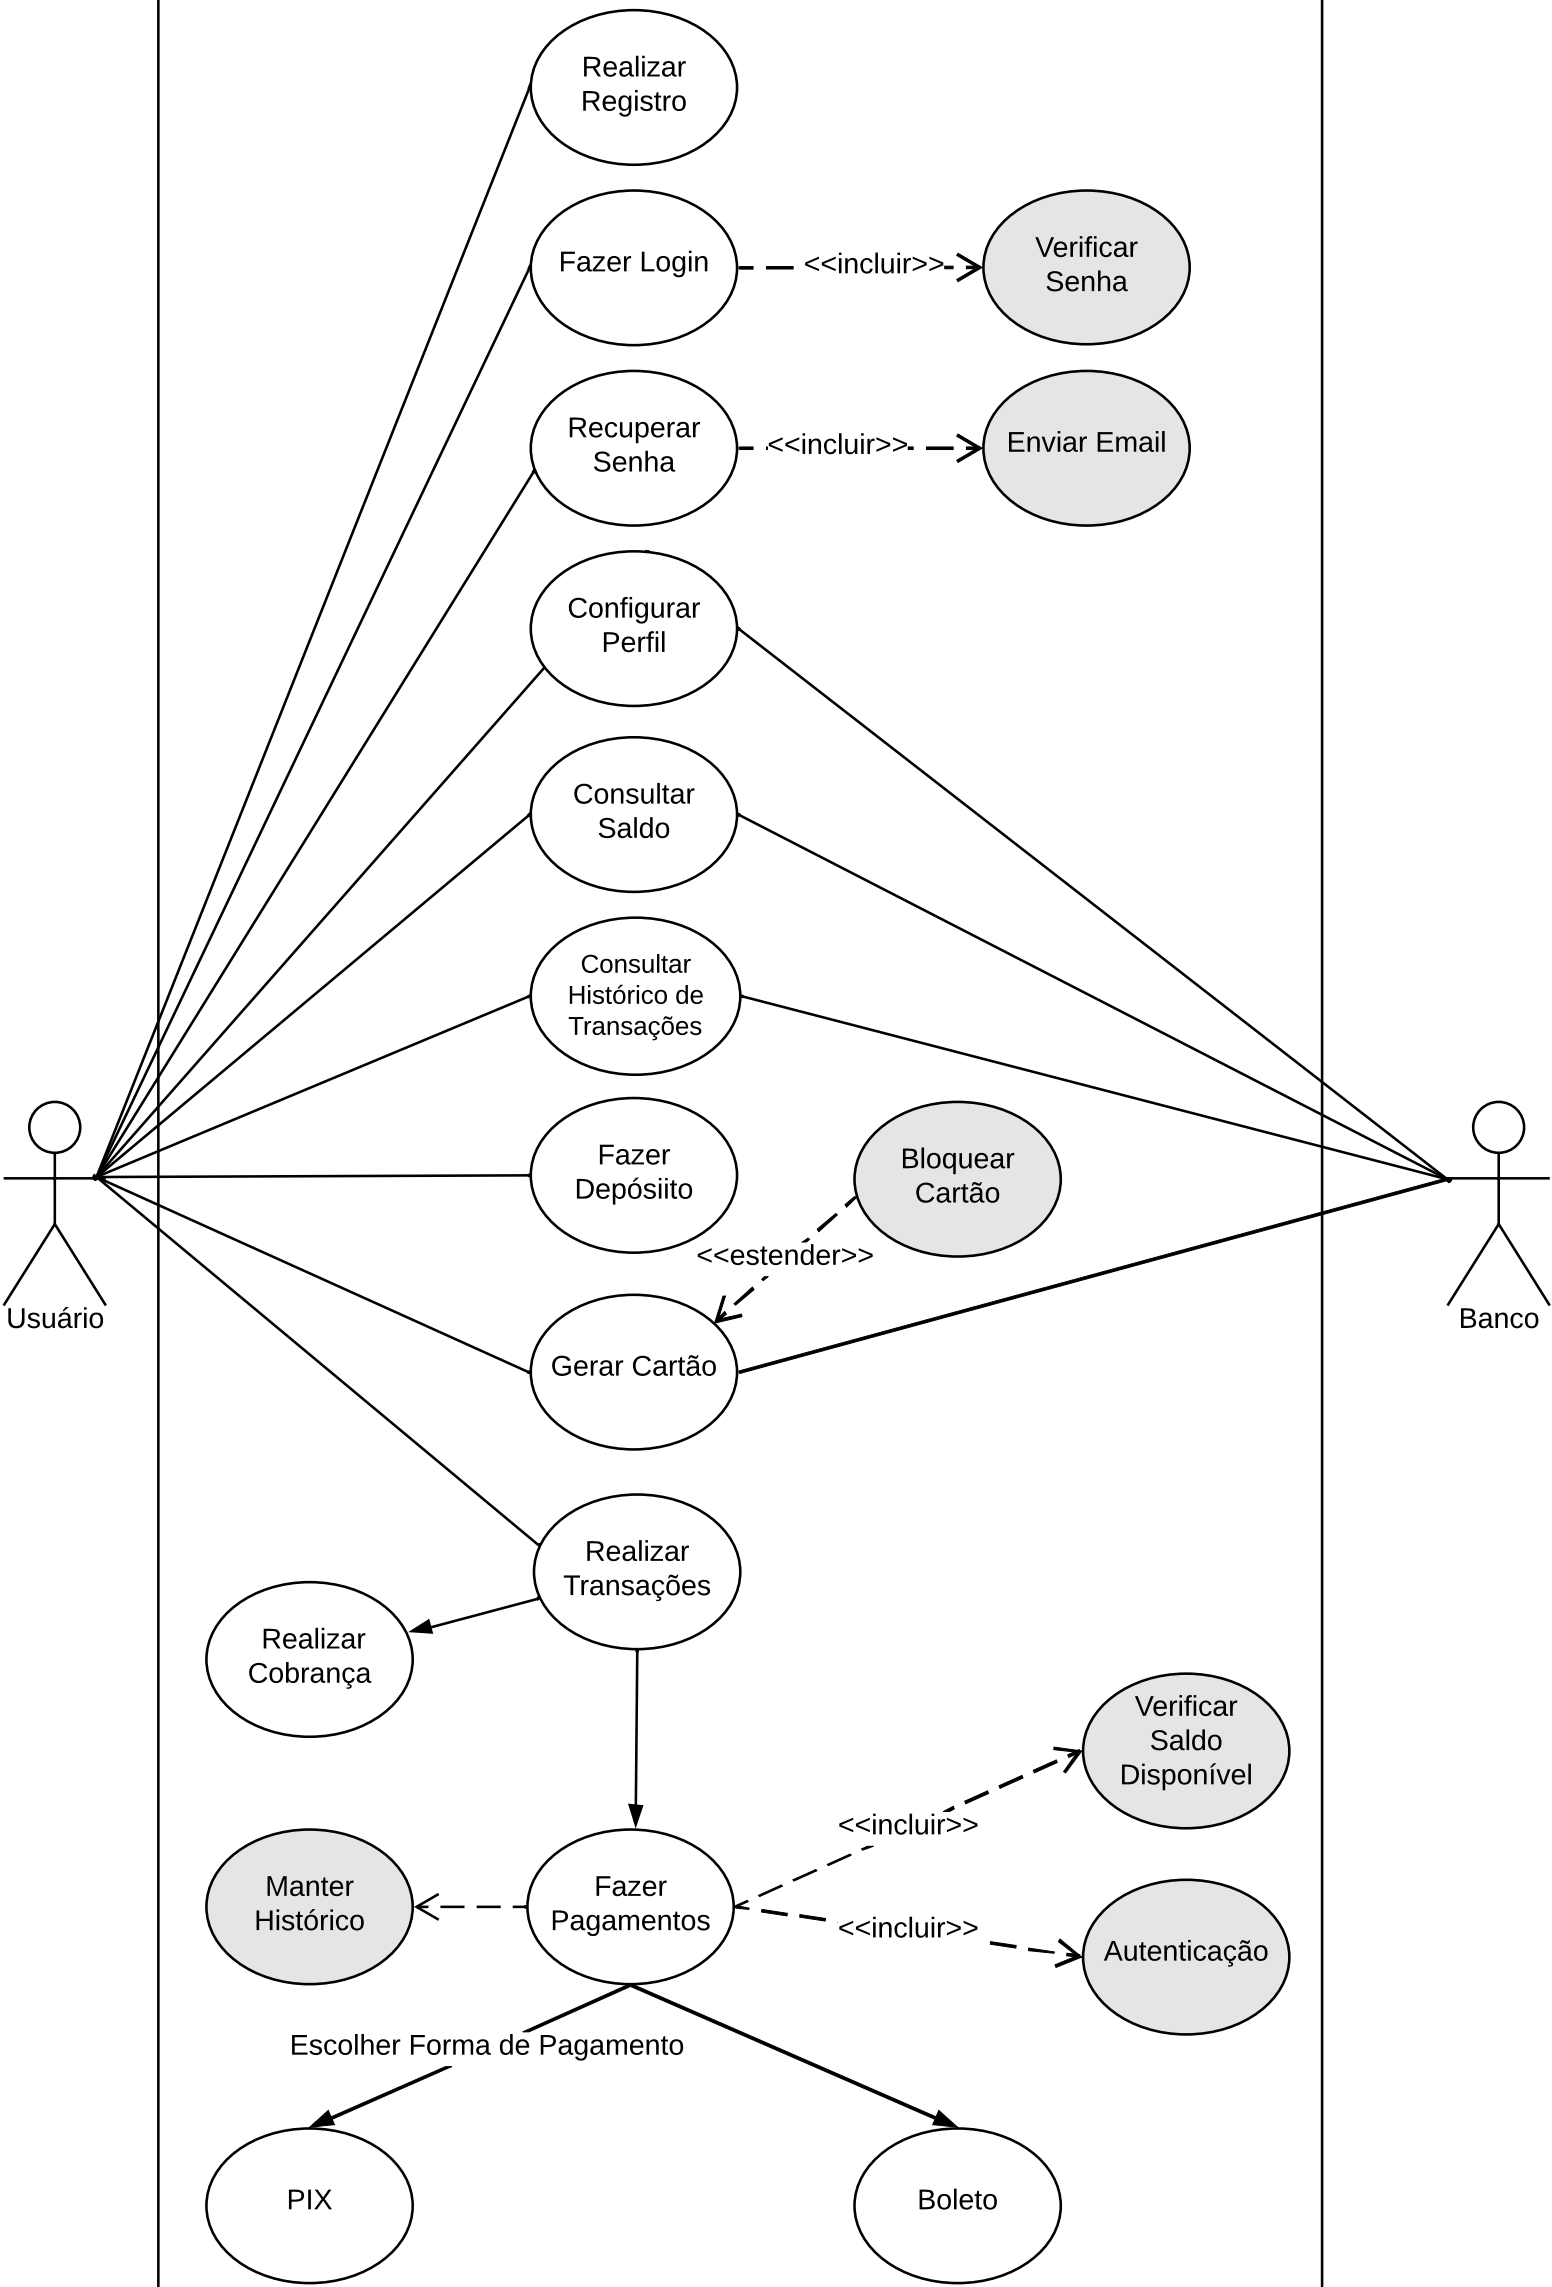 Realizar
Registro
Fazer Login
<<incluir>>
Verificar
Senha
Recuperar
Senha
<<incluir>>
Enviar Email
Configurar
Perfil
Consultar
Saldo
Consultar
Histórico de
Transações
Fazer
Depósiito
Bloquear
Cartão
<<estender>>
Usuário
Banco
Gerar Cartão
Realizar
Transações
Realizar
Cobrança
Verificar
Saldo
Disponível
<<incluir>>
Manter
Histórico
Fazer
Pagamentos
<<incluir>>
Autenticação
Escolher Forma de Pagamento
PIX
Boleto